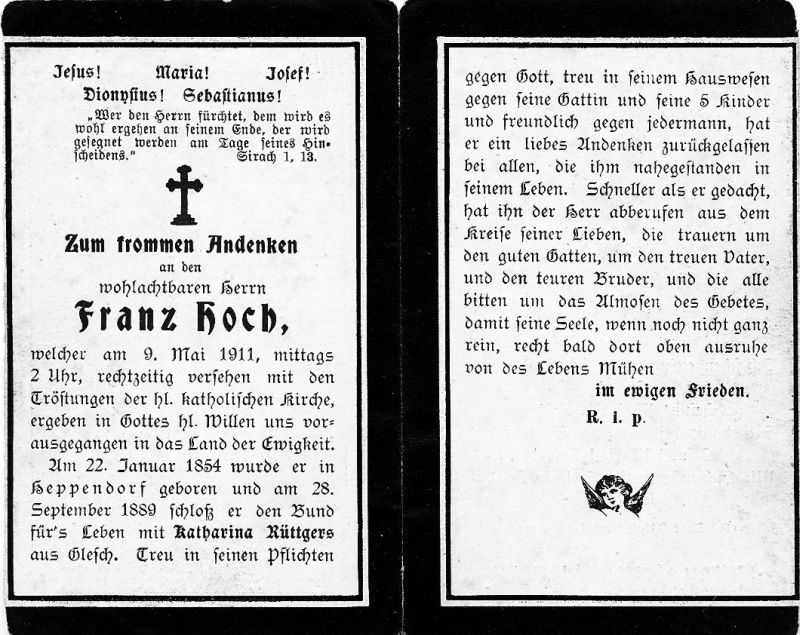 Jesus! Maria! Josef!
Dionysius! Sebastianus!
„Wer den Herrn fürchtet, dem wird es
wohl ergehen an seinem Ende, der wird
gesegnet werden am Tage seines Hin-
scheidens.“ Sirach 1, 13.
Zum frommen Andenken
an den
wohlachtbaren Herrn
Franz Hoch,
welcher am 9. Mai 1911, mittags
2 Uhr, rechtzeitig versehen mit den
Tröstungen der hl. katholischen Kirche,
ergeben in Gottes hl. Willen uns vor-
ausgegangen in das Land der Ewigkeit.
Am 22. Januar 1854 wurde er in
Heppendorf geboren und am 28.
September 1889 schloß er den Bund
für's Leben mit Katharina Rüttgers
aus Glesch. Treu in seinen Pflichten
gegen Gott, treu in seinem Hauswesen
gegen seine Gattin und seine 5 Kinder
und freundlich gegen jedermann, hat
er ein liebes Andenken zurückgelassen
bei allen, die ihm nahegestanden in
seinem Leben. Schneller als er gedacht,
hat ihn der Herr abberufen aus dem
Kreise seiner Lieben, die trauern um
den guten Gatten, um den treuen Vater,
und den teuren Bruder, und die alle
bitten um das Almosen des Gebetes,
damit seine Seele, wenn noch nicht ganz
rein, recht bald dort oben ausruhe
von des Lebens Mühen
im ewigen Frieden.
R. i. p.